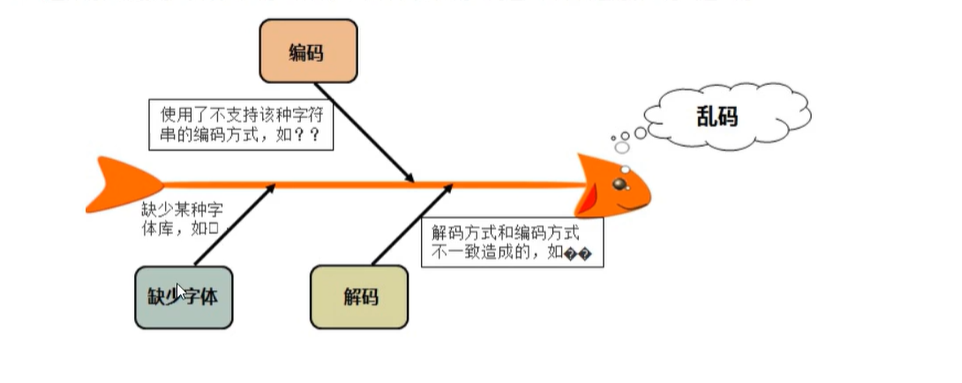 编码
使用了不支持该种字符
串的编码方式，如？？
乱码
缺少某种字
体库，如□，
解码方式和编码方式
不一致造成的，如��
缺少字体
解码